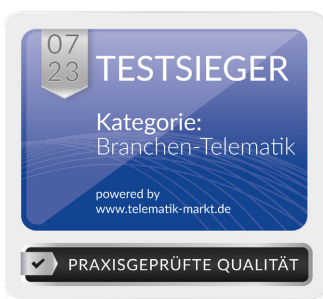 07
23
TESTSIEGER
Kategorie:
Branchen-Telematik
powered by
www.telematik-markt.de
PRAXISGEPRÜFTE QUALITÄT